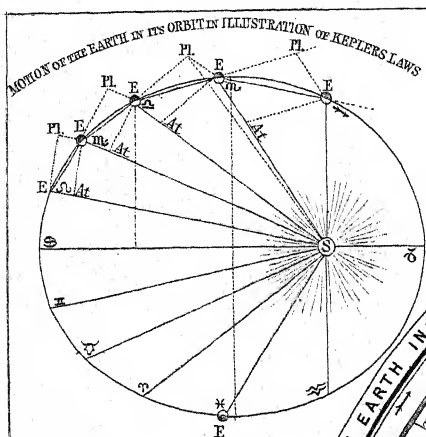 MOTION OF THE EARTH IN ITS ORBIT IN ILLUSTRATION OF KEPLERS LAWS
Pl. Pl.
E
Pl. E E
♎ ♏ ♐
Pl. At At
E
♍ At
E ♌ At
♋ S ♑
♊
♉
♈ ♓ ♒
E
EARTH IN